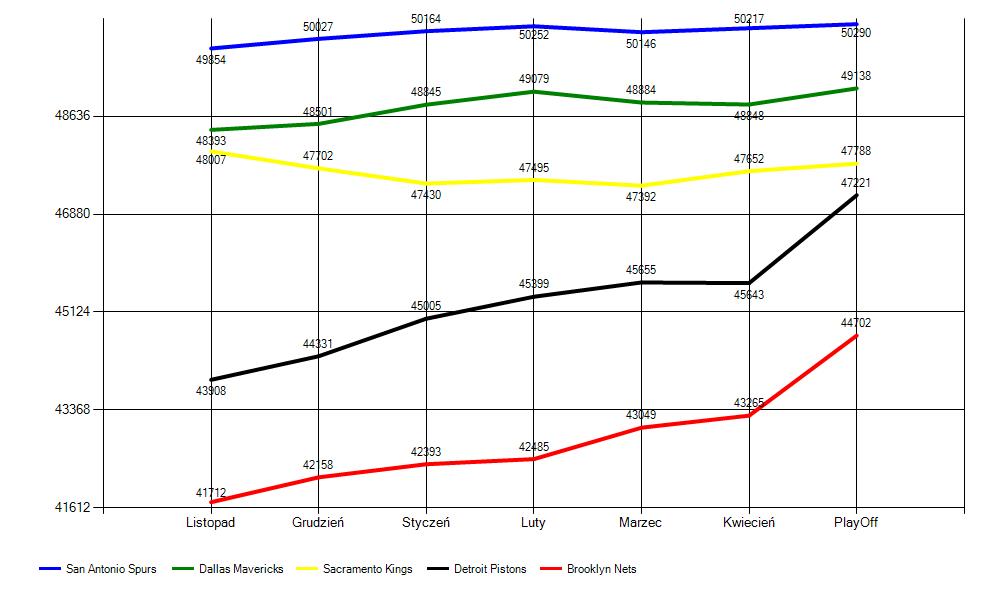 50164 50217
50027
49854 50252 50146 50290
49079 49138
48845 48884
48636 48501 48848
48393
48007 47702 47495 47652 47788
47430 47392 47221
46880
45655
45399 45643
45124 45005
44331 44702
43908
43368 43049 43265
42393 42485
41712 42158
41612
Listopad Grudzień Styczeń Luty Marzec Kwiecień PlayOff
San Antonio Spurs Dallas Mavericks Sacramento Kings Detroit Pistons Brooklyn Nets